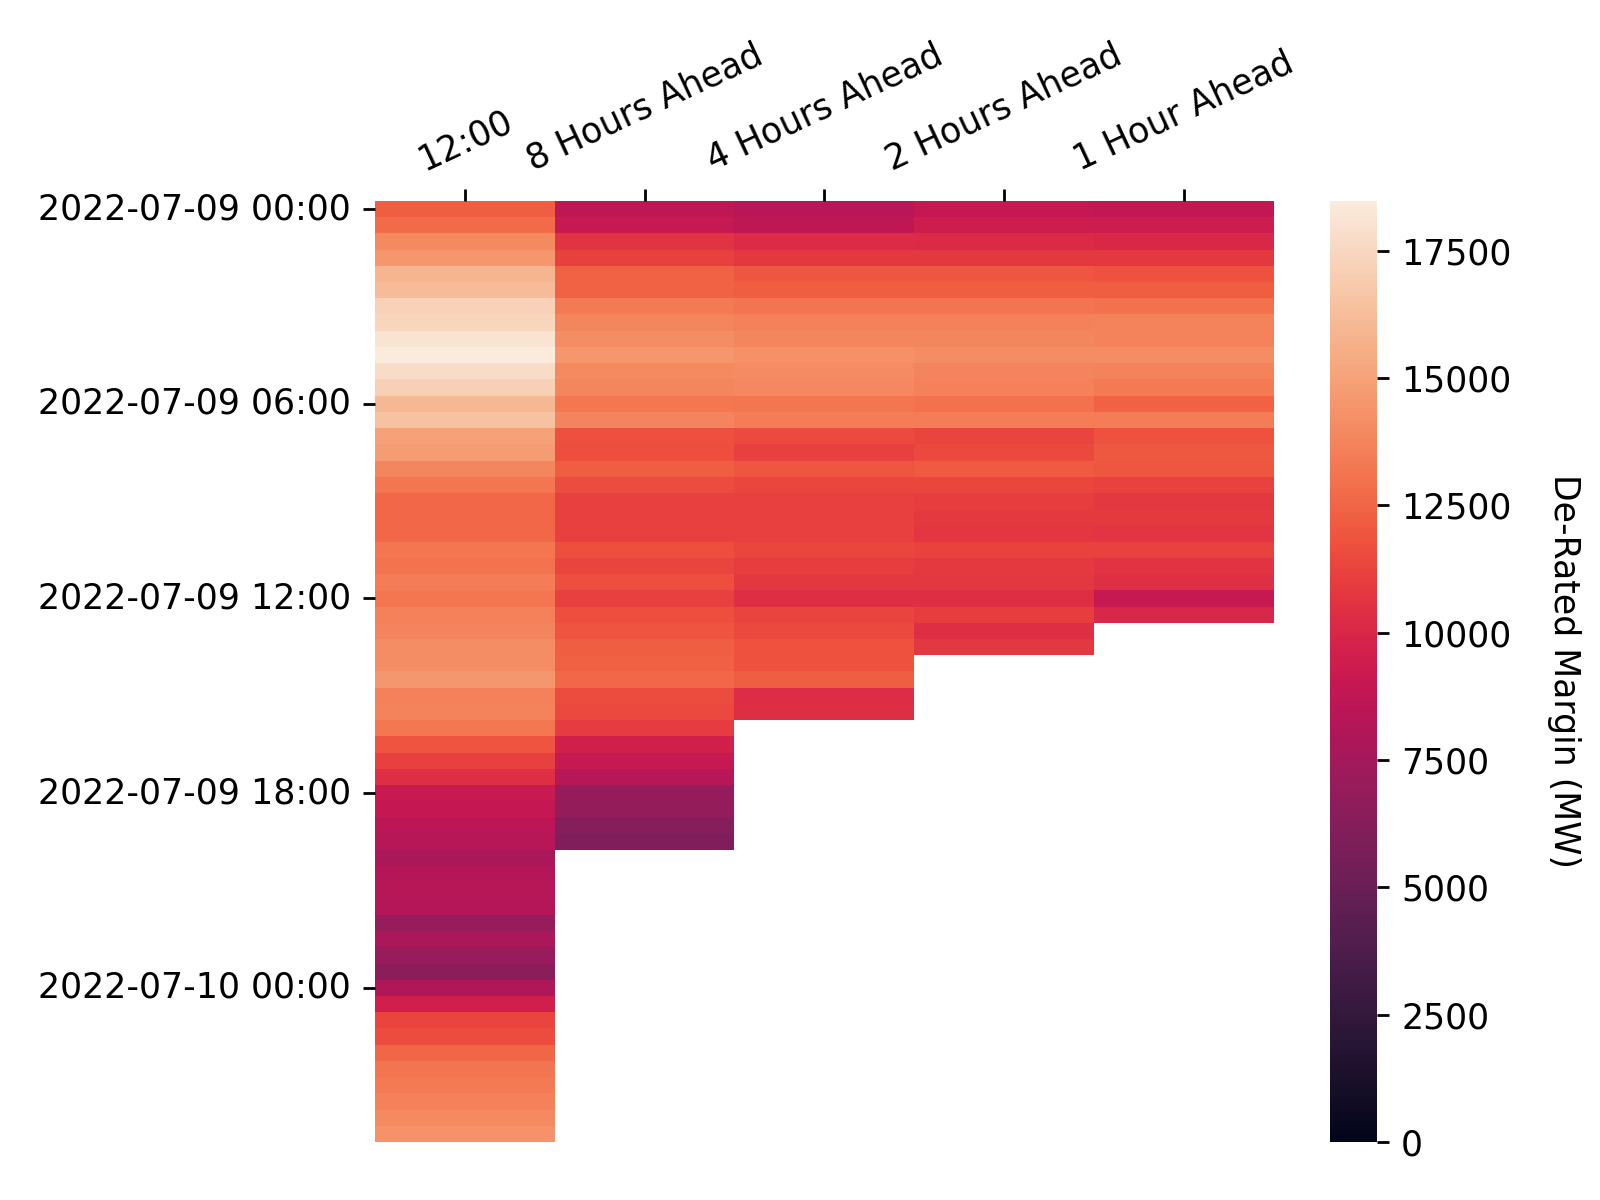 12:00
8 Hours Ahead
4 Hours Ahead
2 Hours Ahead
1 Hour Ahead
2022-07-09 00:00
2022-07-09 06:00
2022-07-09 12:00
2022-07-09 18:00
2022-07-10 00:00
17500
15000
12500
10000
7500
5000
2500
0
De-Rated Margin (MW)